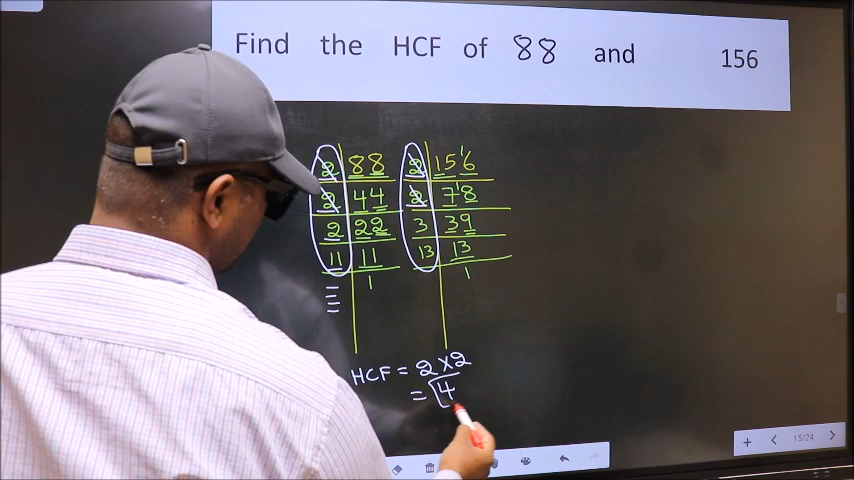 Find the HCF of 88 and 156
2 88 2 156
2 44 2 78
2 22 3 39
11 11 13 13
1 1
HCF = 2 x 2
= 4
15/24